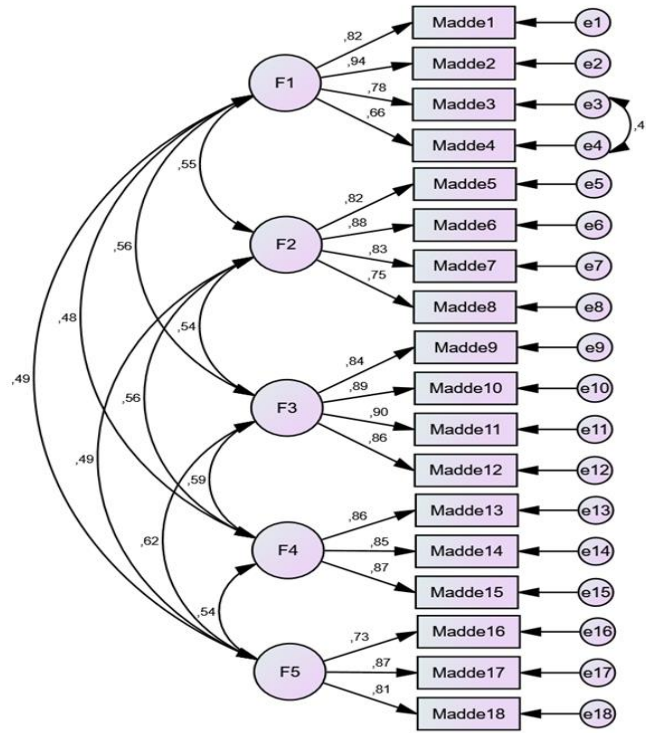 Madde1 e1
,82
Madde2 e2
,94
F1
,78
Madde3 e3
,66
,4
Madde4 e4
,55
Madde5 e5
,82
Madde6 e6
,88
F2
,83
Madde7 e7
,56
,75
Madde8 e8
,48
,54
Madde9 e9
,84
,49
Madde10 e10
,89
,56
F3
,90
Madde11 e11
,86
,49
Madde12 e12
,59
Madde13 e13
,86
,62
F4
,85
Madde14 e14
,87
Madde15 e15
,54
Madde16 e16
,73
F5
,87
Madde17 e17
,81
Madde18 e18